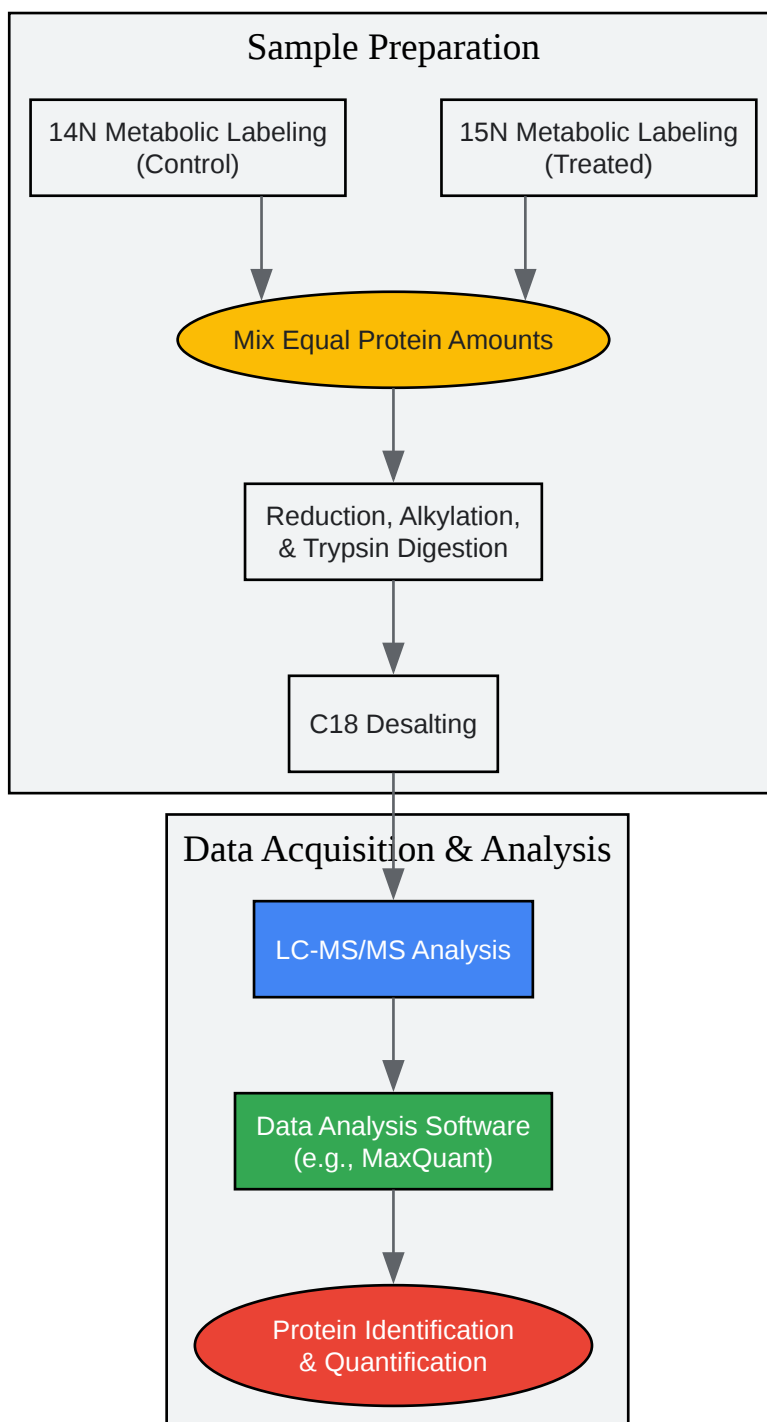 Sample Preparation
14N Metabolic Labeling
(Control)
15N Metabolic Labeling
(Treated)
Mix Equal Protein Amounts
Reduction, Alkylation,
& Trypsin Digestion
C18 Desalting
Data Acquisition & Analysis
LC-MS/MS Analysis
Data Analysis Software
(e.g., MaxQuant)
Protein Identification
& Quantification